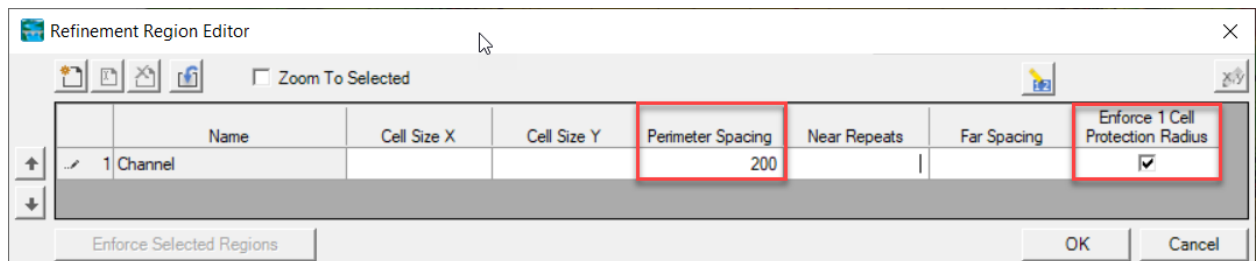 Refinement Region Editor
Zoom To Selected
Name Cell Size X Cell Size Y Perimeter Spacing Near Repeats Far Spacing Enforce 1 Cell
Protection Radius
1 Channel 200
Enforce Selected Regions OK Cancel